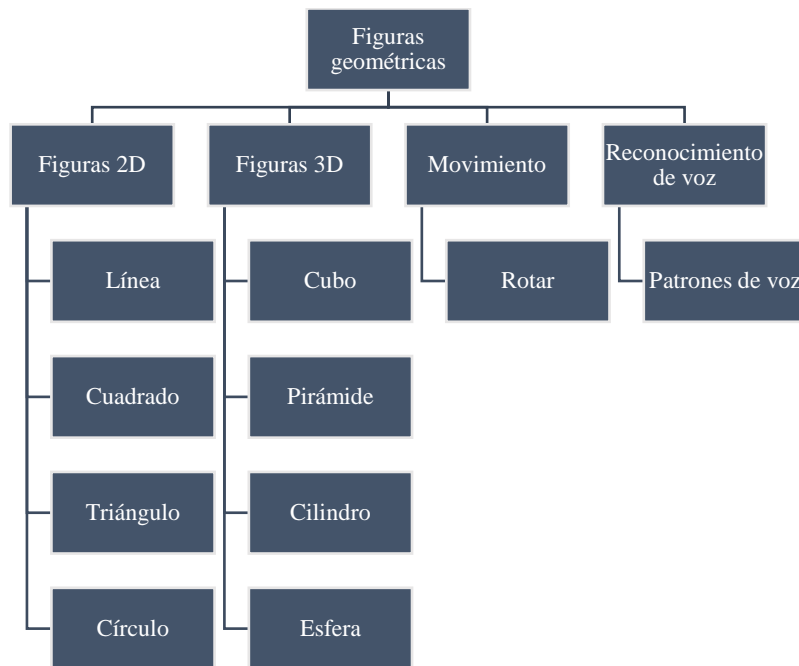 Figuras
geométricas
Figuras 2D
Figuras 3D
Movimiento
Reconocimiento
de voz
Línea
Cubo
Rotar
Patrones de voz
Cuadrado
Pirámide
Triángulo
Cilindro
Círculo
Esfera